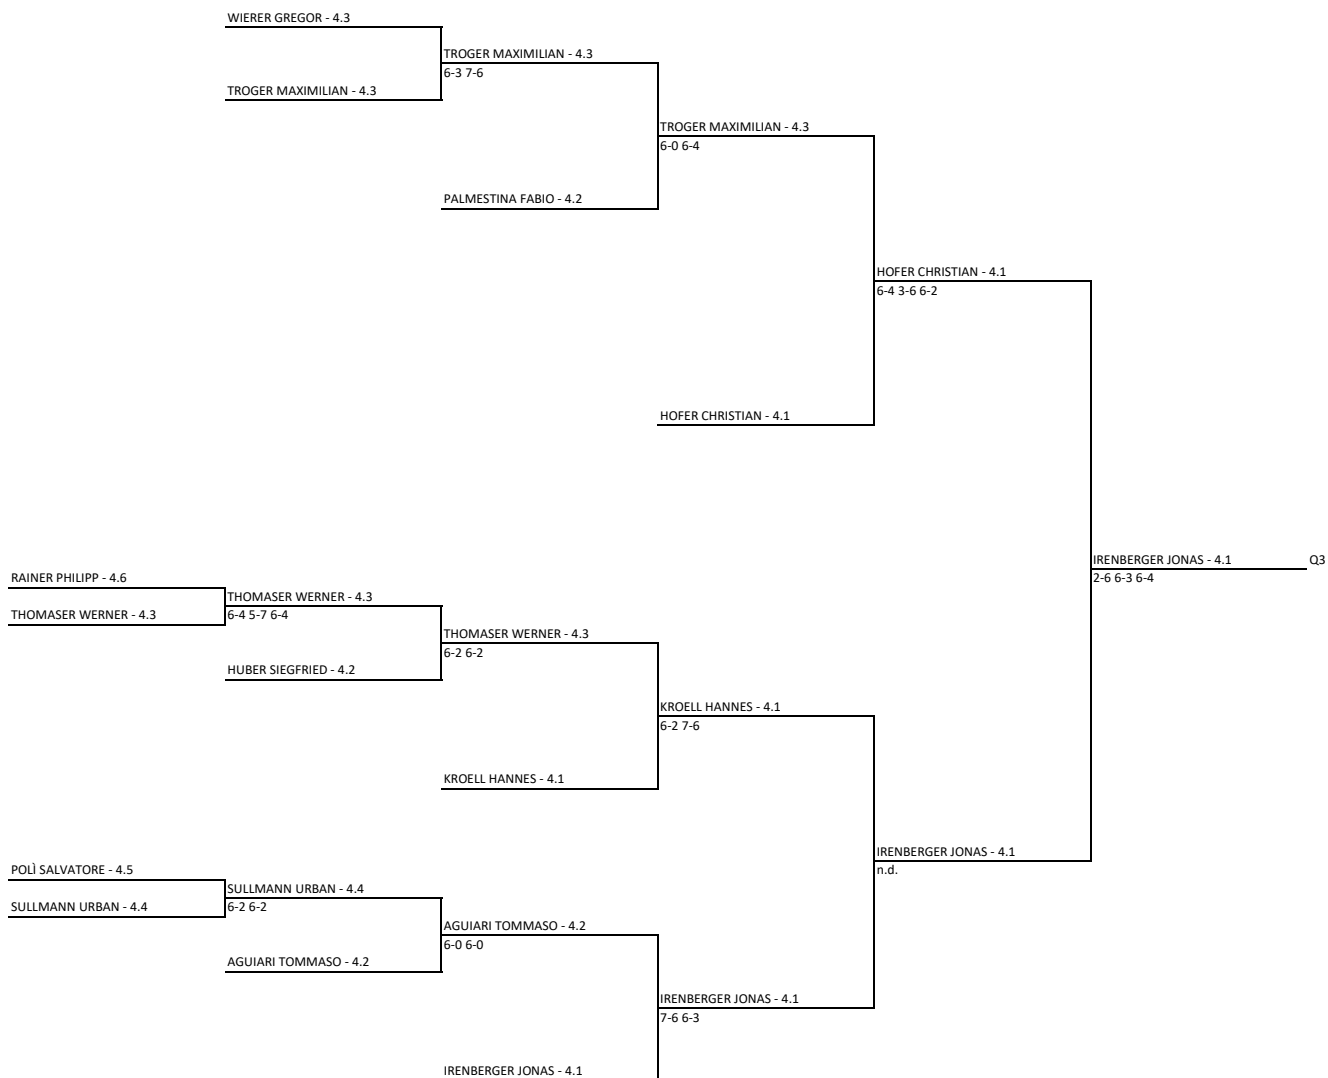 WIERER GREGOR - 4.3
TROGER MAXIMILIAN - 4.3
6-3 7-6
TROGER MAXIMILIAN - 4.3
TROGER MAXIMILIAN - 4.3
6-0 6-4
PALMESTINA FABIO - 4.2
HOFER CHRISTIAN - 4.1
6-4 3-6 6-2
HOFER CHRISTIAN - 4.1
IRENBERGER JONAS - 4.1
Q3
2-6 6-3 6-4
RAINER PHILIPP - 4.6
THOMASER WERNER - 4.3
THOMASER WERNER - 4.3
6-4 5-7 6-4
THOMASER WERNER - 4.3
6-2 6-2
HUBER SIEGFRIED - 4.2
KROELL HANNES - 4.1
6-2 7-6
KROELL HANNES - 4.1
IRENBERGER JONAS - 4.1
n.d.
POLÌ SALVATORE - 4.5
SULLMANN URBAN - 4.4
SULLMANN URBAN - 4.4
6-2 6-2
AGUIARI TOMMASO - 4.2
6-0 6-0
AGUIARI TOMMASO - 4.2
IRENBERGER JONAS - 4.1
7-6 6-3
IRENBERGER JONAS - 4.1